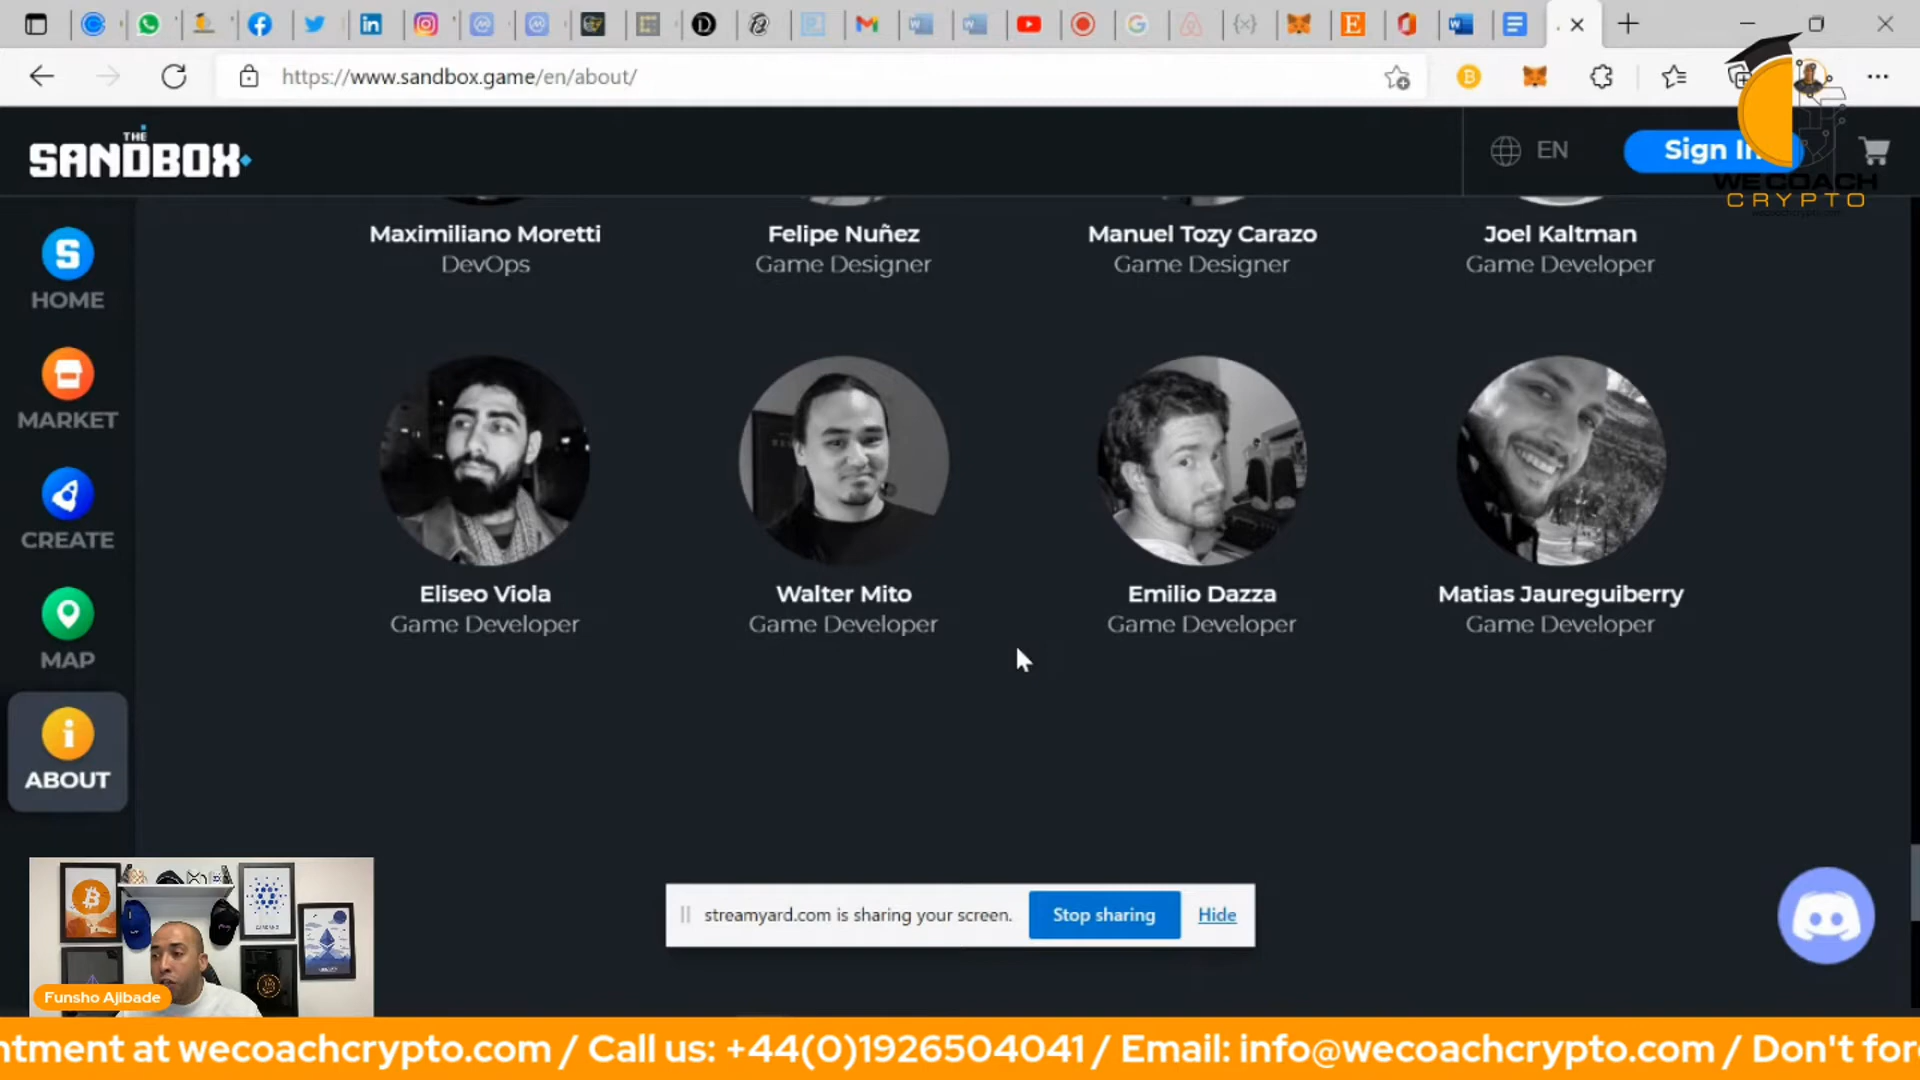 https://www.sandbox.game/en/about/
THE
SANDBOX
EN
Sign In
WE COACH
CRYPTO
HOME
MARKET
CREATE
MAP
ABOUT
Maximiliano Moretti
DevOps
Felipe Nuñez
Game Designer
Manuel Tozy Carazo
Game Designer
Joel Kaltman
Game Developer
Eliseo Viola
Game Developer
Walter Mito
Game Developer
Emilio Dazza
Game Developer
Matias Jaureguiberry
Game Developer
streamyard.com is sharing your screen.
Stop sharing
Hide
Funsho Ajibade
ntment at wecoachcrypto.com / Call us: +44(0)1926504041 / Email: info@wecoachcrypto.com / Don't for